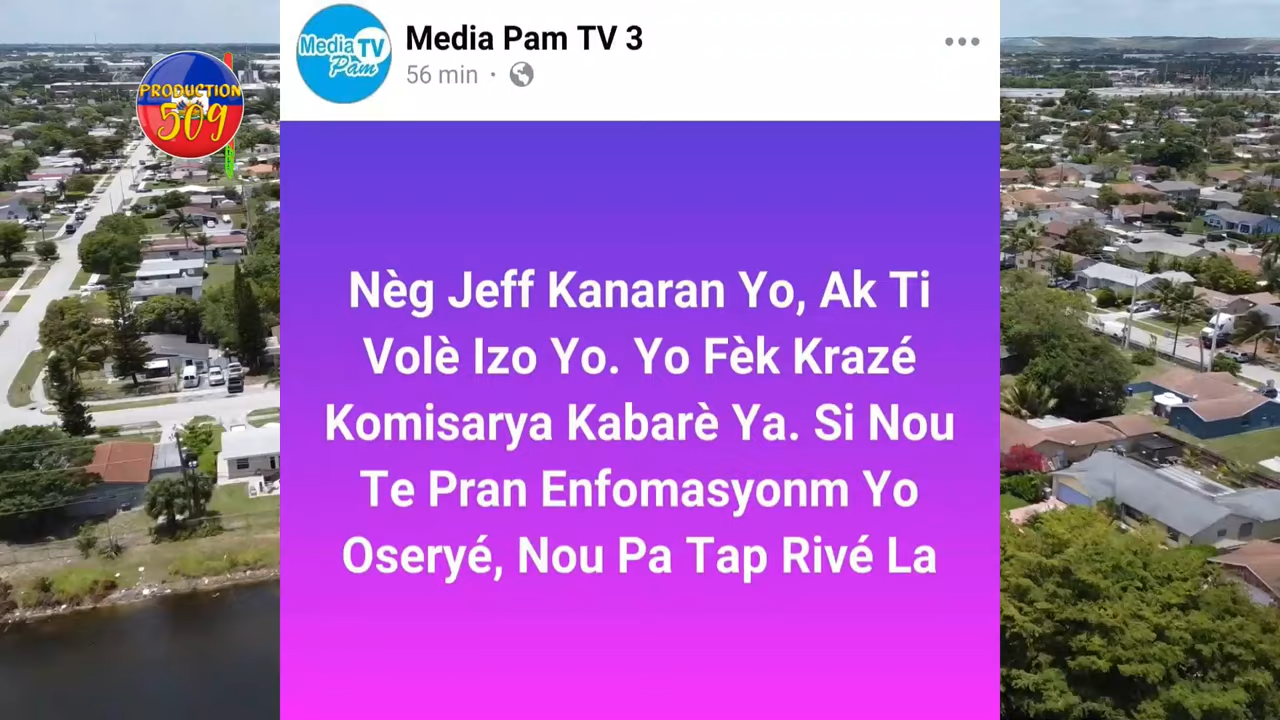 Media Pam TV 3
56 min ·
Media TV
Pam
PRODUCTION
509
Nèg Jeff Kanaran Yo, Ak Ti
Volè Izo Yo. Yo Fèk Krazé
Komisarya Kabarè Ya. Si Nou
Te Pran Enfomasyonm Yo
Oseryé, Nou Pa Tap Rivé La